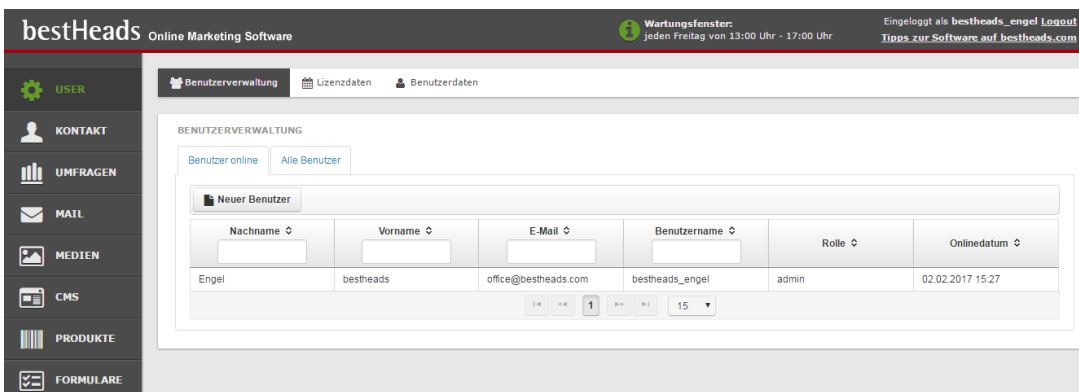 bestHeads Online Marketing Software
Wartungsfenster:
jeden Freitag von 13:00 Uhr - 17:00 Uhr
Eingeloggt als bestheads_engel Logout
Tipps zur Software auf bestheads.com
USER
KONTAKT
UMFRAGEN
MAIL
MEDIEN
CMS
PRODUKTE
FORMULARE
Benutzerverwaltung Lizenzdaten Benutzerdaten
BENUTZERVERWALTUNG
Benutzer online Alle Benutzer
Neuer Benutzer
Nachname Vorname E-Mail Benutzername Rolle Onlinedatum
Engel bestheads office@bestheads.com bestheads_engel admin 02.02.2017 15:27
1 15